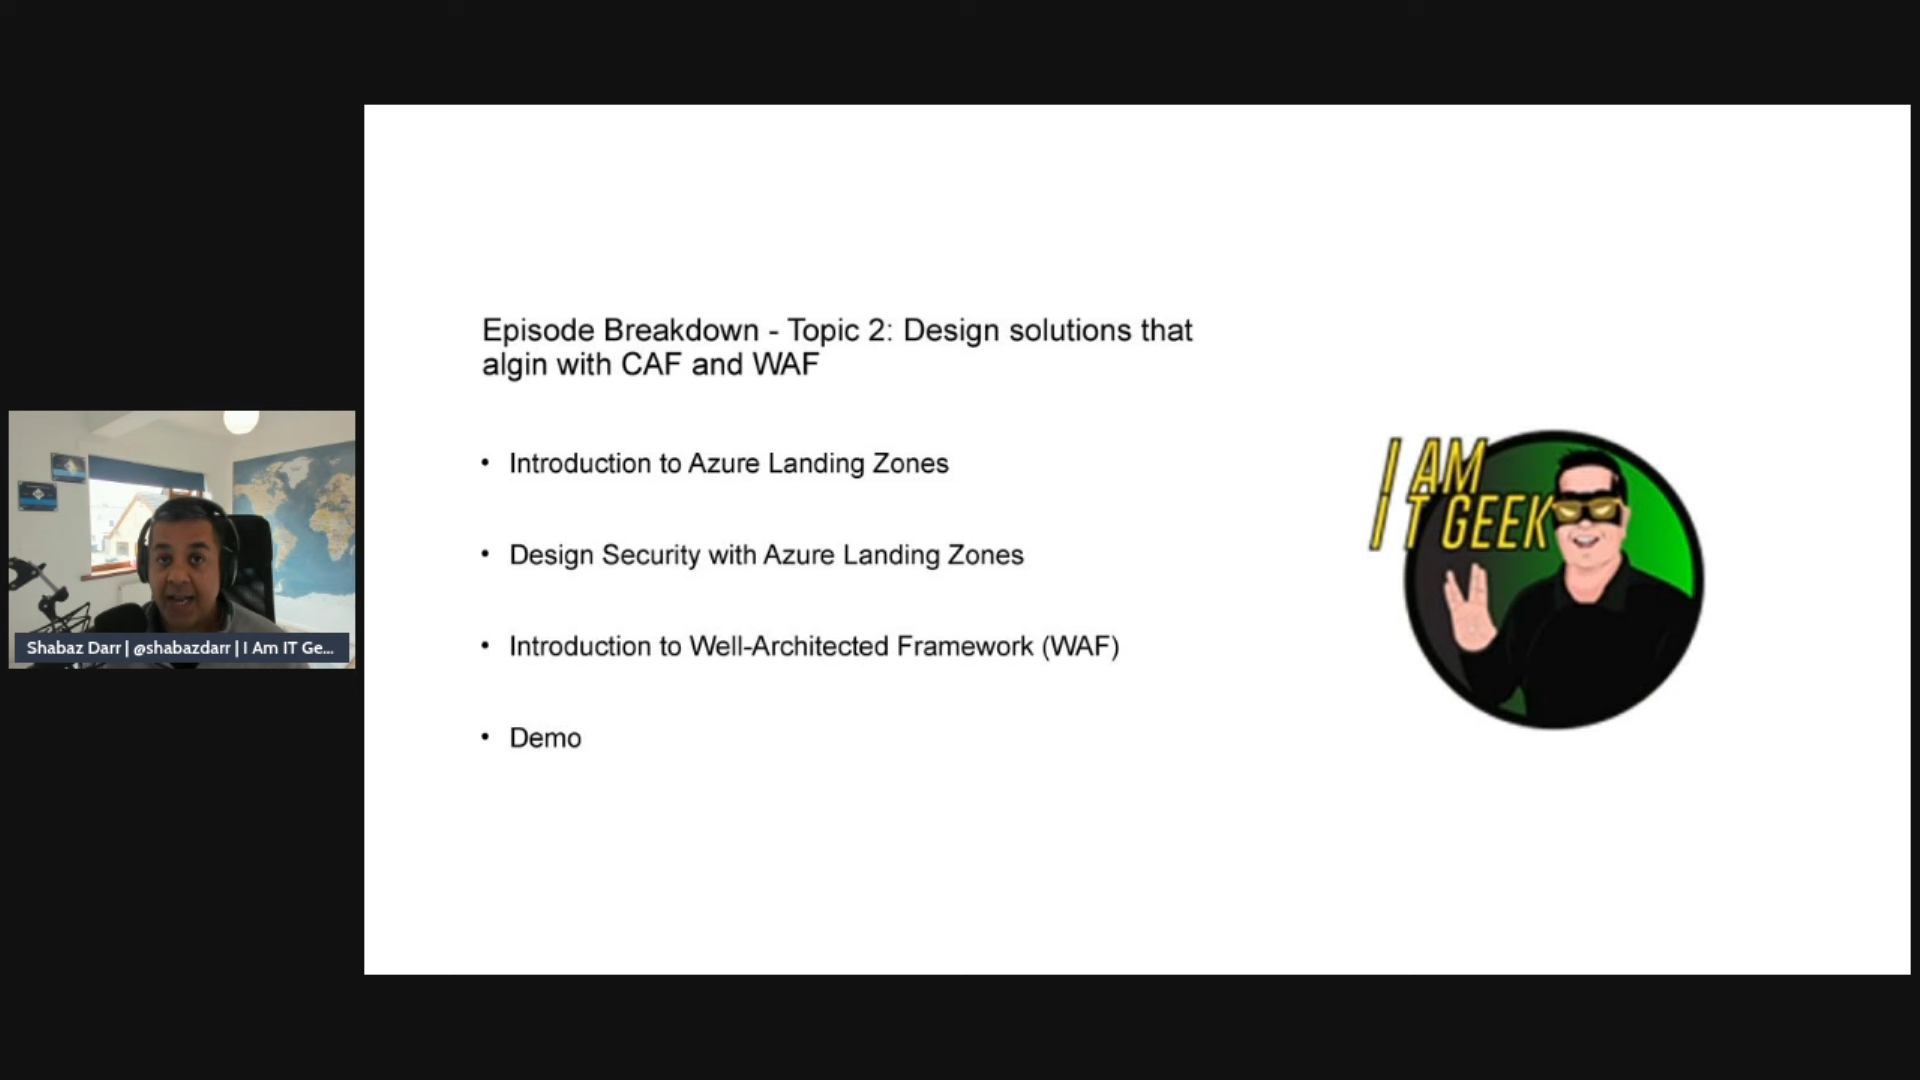 Episode Breakdown - Topic 2: Design solutions that
algin with CAF and WAF
• Introduction to Azure Landing Zones
• Design Security with Azure Landing Zones
• Introduction to Well-Architected Framework (WAF)
• Demo
I AM
IT GEEK
Shabaz Darr | @shabazdarr | I Am IT Ge...